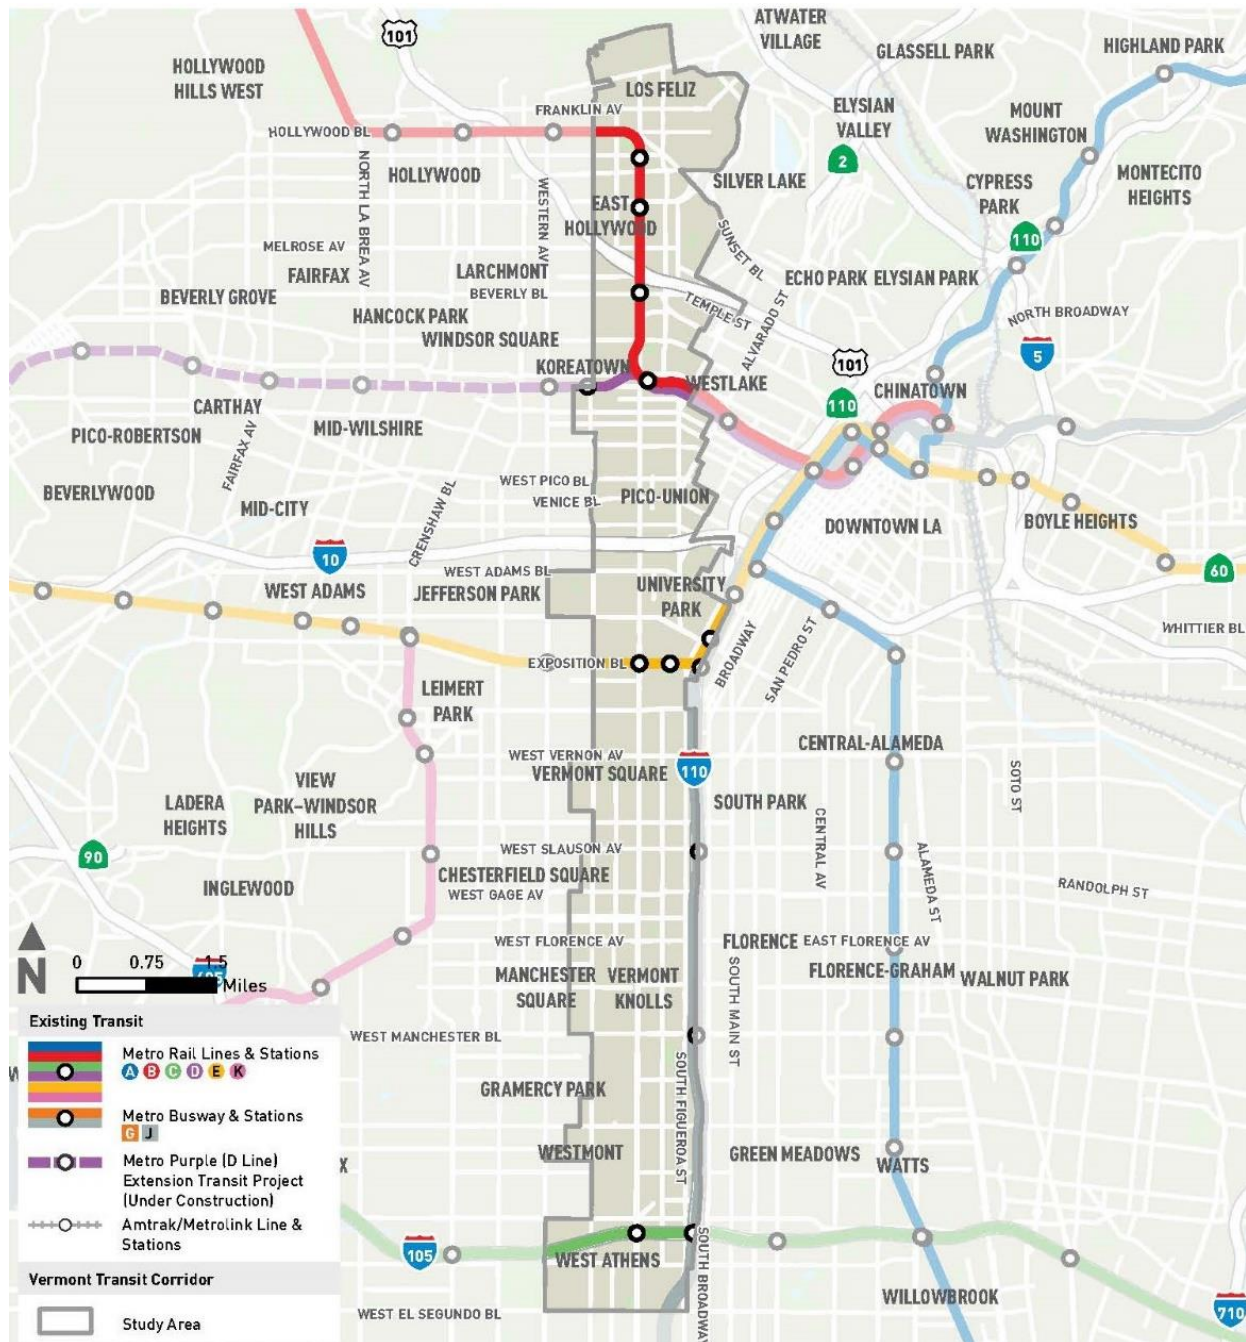 101
ATWATER
VILLAGE
GLASSELL PARK
HIGHLAND PARK
HOLLYWOOD
HILLS WEST
LOS FELIZ
FRANKLIN AV
ELYSIAN
VALLEY
MOUNT
WASHINGTON
HOLLYWOOD BL
NORTH LA BREA AV
HOLLYWOOD
WESTERN AV
2
SILVER LAKE
CYPRESS
PARK
MONTECITO
HEIGHTS
EAST
HOLLYWOOD
SUNSET BL
110
MELROSE AV
FAIRFAX
LARCHMONT
BEVERLY BL
ECHO PARK
ELYSIAN PARK
BEVERLY GROVE
HANCOCK PARK
WINDSOR SQUARE
TEMPLE ST
ALVARADO ST
NORTH BROADWAY
5
101
KOREATOWN
WESTLAKE
CHINATOWN
110
CARTHAY
PICO-ROBERTSON
FAIRFAX AV
MID-WILSHIRE
BEVERLYWOOD
MID-CITY
CRENSHAW BL
WEST PICO BL
VENICE BL
PICO-UNION
DOWNTOWN LA
BOYLE HEIGHTS
10
WEST ADAMS BL
WEST ADAMS
JEFFERSON PARK
UNIVERSITY
PARK
60
WHITTIER BL
BROADWAY
SAN PEDRO ST
EXPOSITION BL
LEIMERT
PARK
WEST VERNON AV
VERMONT SQUARE
110
CENTRAL-ALAMEDA
SOTO ST
VIEW
PARK–WINDSOR
HILLS
LADERA
HEIGHTS
SOUTH PARK
CENTRAL AV
ALAMEDA ST
90
WEST SLAUSON AV
CHESTERFIELD SQUARE
WEST GAGE AV
INGLEWOOD
RANDOLPH ST
WEST FLORENCE AV
FLORENCE
EAST FLORENCE AV
FLORENCE-GRAHAM
WALNUT PARK
MANCHESTER
SQUARE
VERMONT
KNOLLS
SOUTH MAIN ST
N
0 0.75 1.5
Miles
405
WEST MANCHESTER BL
SOUTH FIGUEROA ST
GRAMERCY PARK
WESTMONT
GREEN MEADOWS
WATTS
105
WEST ATHENS
SOUTH BROADWAY
WILLOWBROOK
WEST EL SEGUNDO BL
710
Existing Transit
Metro Rail Lines & Stations
A B C D E K
Metro Busway & Stations
G J
Metro Purple (D Line)
Extension Transit Project
(Under Construction)
Amtrak/Metrolink Line &
Stations
Vermont Transit Corridor
Study Area